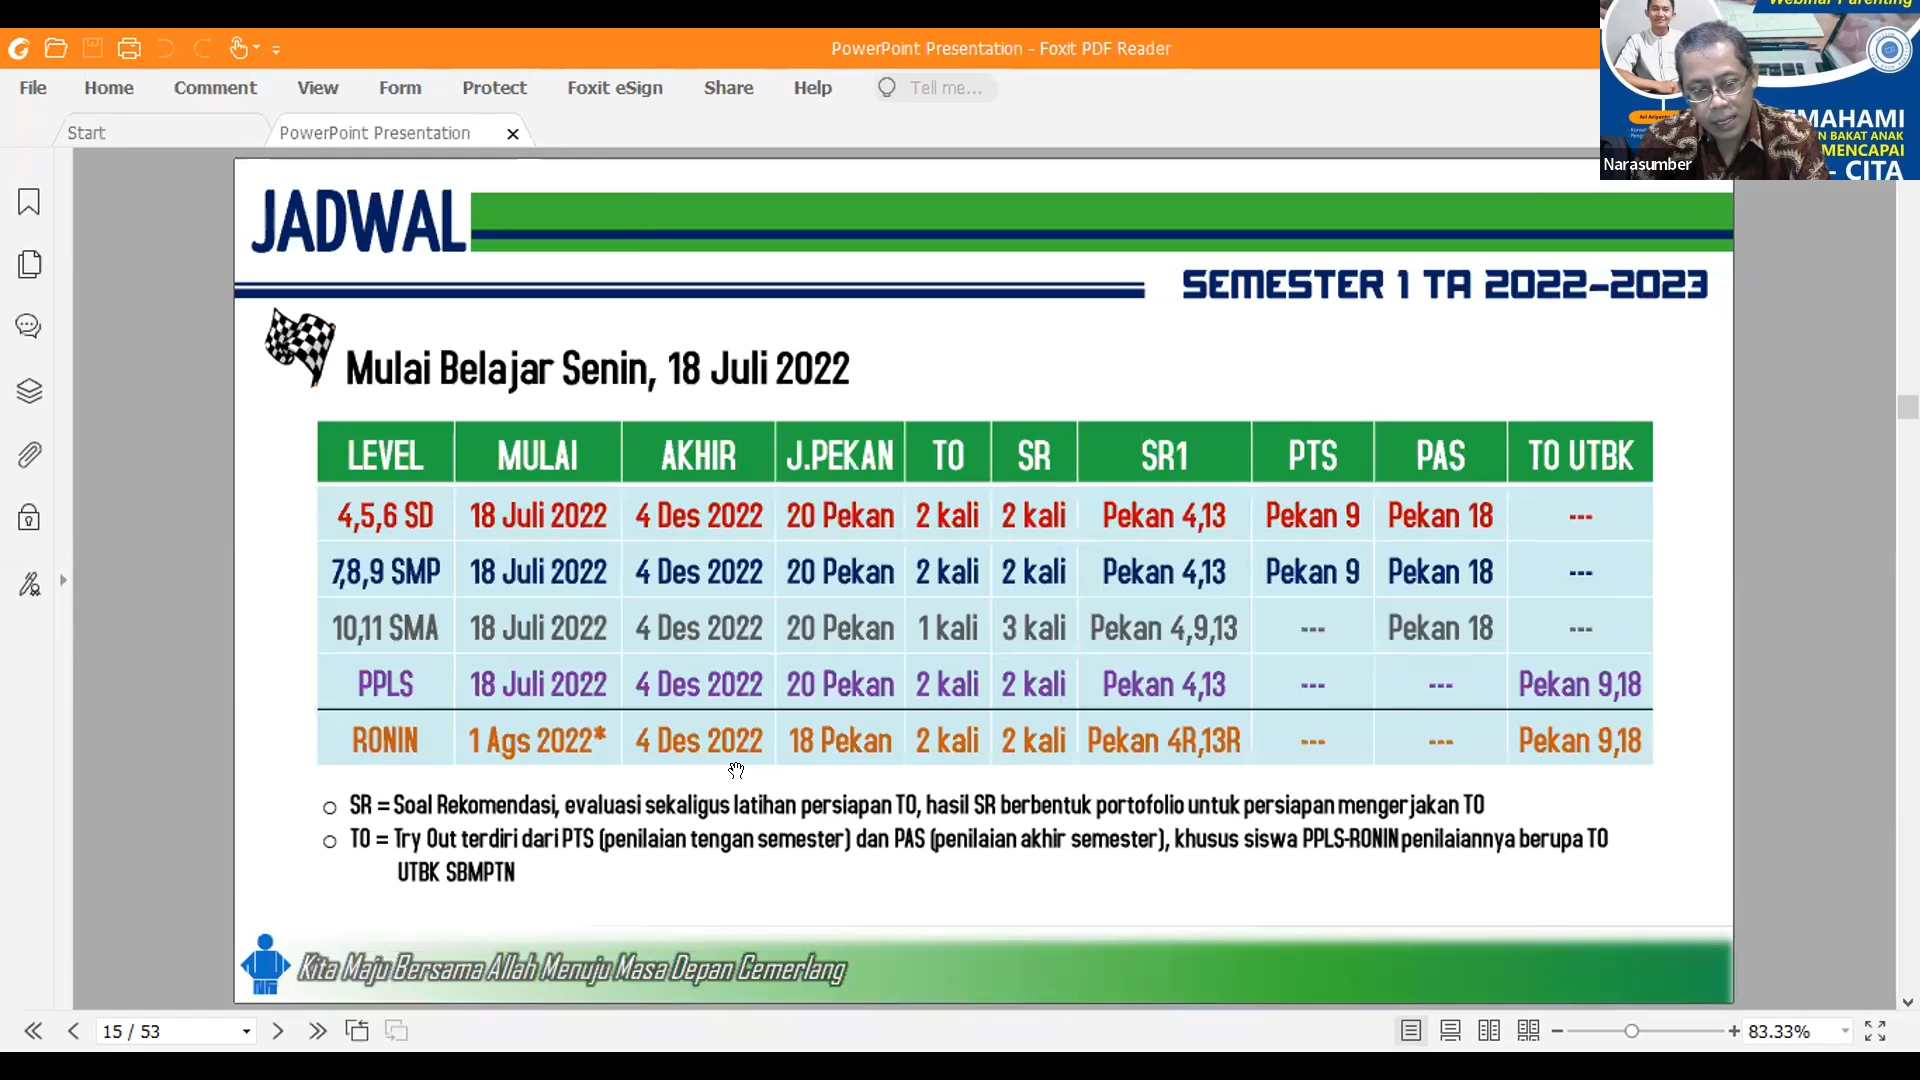 PowerPoint Presentation - Foxit PDF Reader
File Home Comment View Form Protect Foxit eSign Share Help Tell me...
Start PowerPoint Presentation
Webinar Parenting
Ari Ariyanto
EMAHAMI
N BAKAT ANAK
MENCAPAI
- CITA
Narasumber
JADWAL
SEMESTER 1 TA 2022-2023
Mulai Belajar Senin, 18 Juli 2022
LEVEL MULAI AKHIR J.PEKAN TO SR SR1 PTS PAS TO UTBK
4,5,6 SD 18 Juli 2022 4 Des 2022 20 Pekan 2 kali 2 kali Pekan 4,13 Pekan 9 Pekan 18 ---
7,8,9 SMP 18 Juli 2022 4 Des 2022 20 Pekan 2 kali 2 kali Pekan 4,13 Pekan 9 Pekan 18 ---
10,11 SMA 18 Juli 2022 4 Des 2022 20 Pekan 1 kali 3 kali Pekan 4,9,13 --- Pekan 18 ---
PPLS 18 Juli 2022 4 Des 2022 20 Pekan 2 kali 2 kali Pekan 4,13 --- --- Pekan 9,18
RONIN 1 Ags 2022* 4 Des 2022 18 Pekan 2 kali 2 kali Pekan 4R,13R --- --- Pekan 9,18
○ SR = Soal Rekomendasi, evaluasi sekaligus latihan persiapan TO, hasil SR berbentuk portofolio untuk persiapan mengerjakan TO
○ TO = Try Out terdiri dari PTS (penilaian tengan semester) dan PAS (penilaian akhir semester), khusus siswa PPLS-RONIN penilaiannya berupa TO
UTBK SBMPTN
Kita Maju Bersama Allah Menuju Masa Depan Cemerlang
15 / 53
83.33%